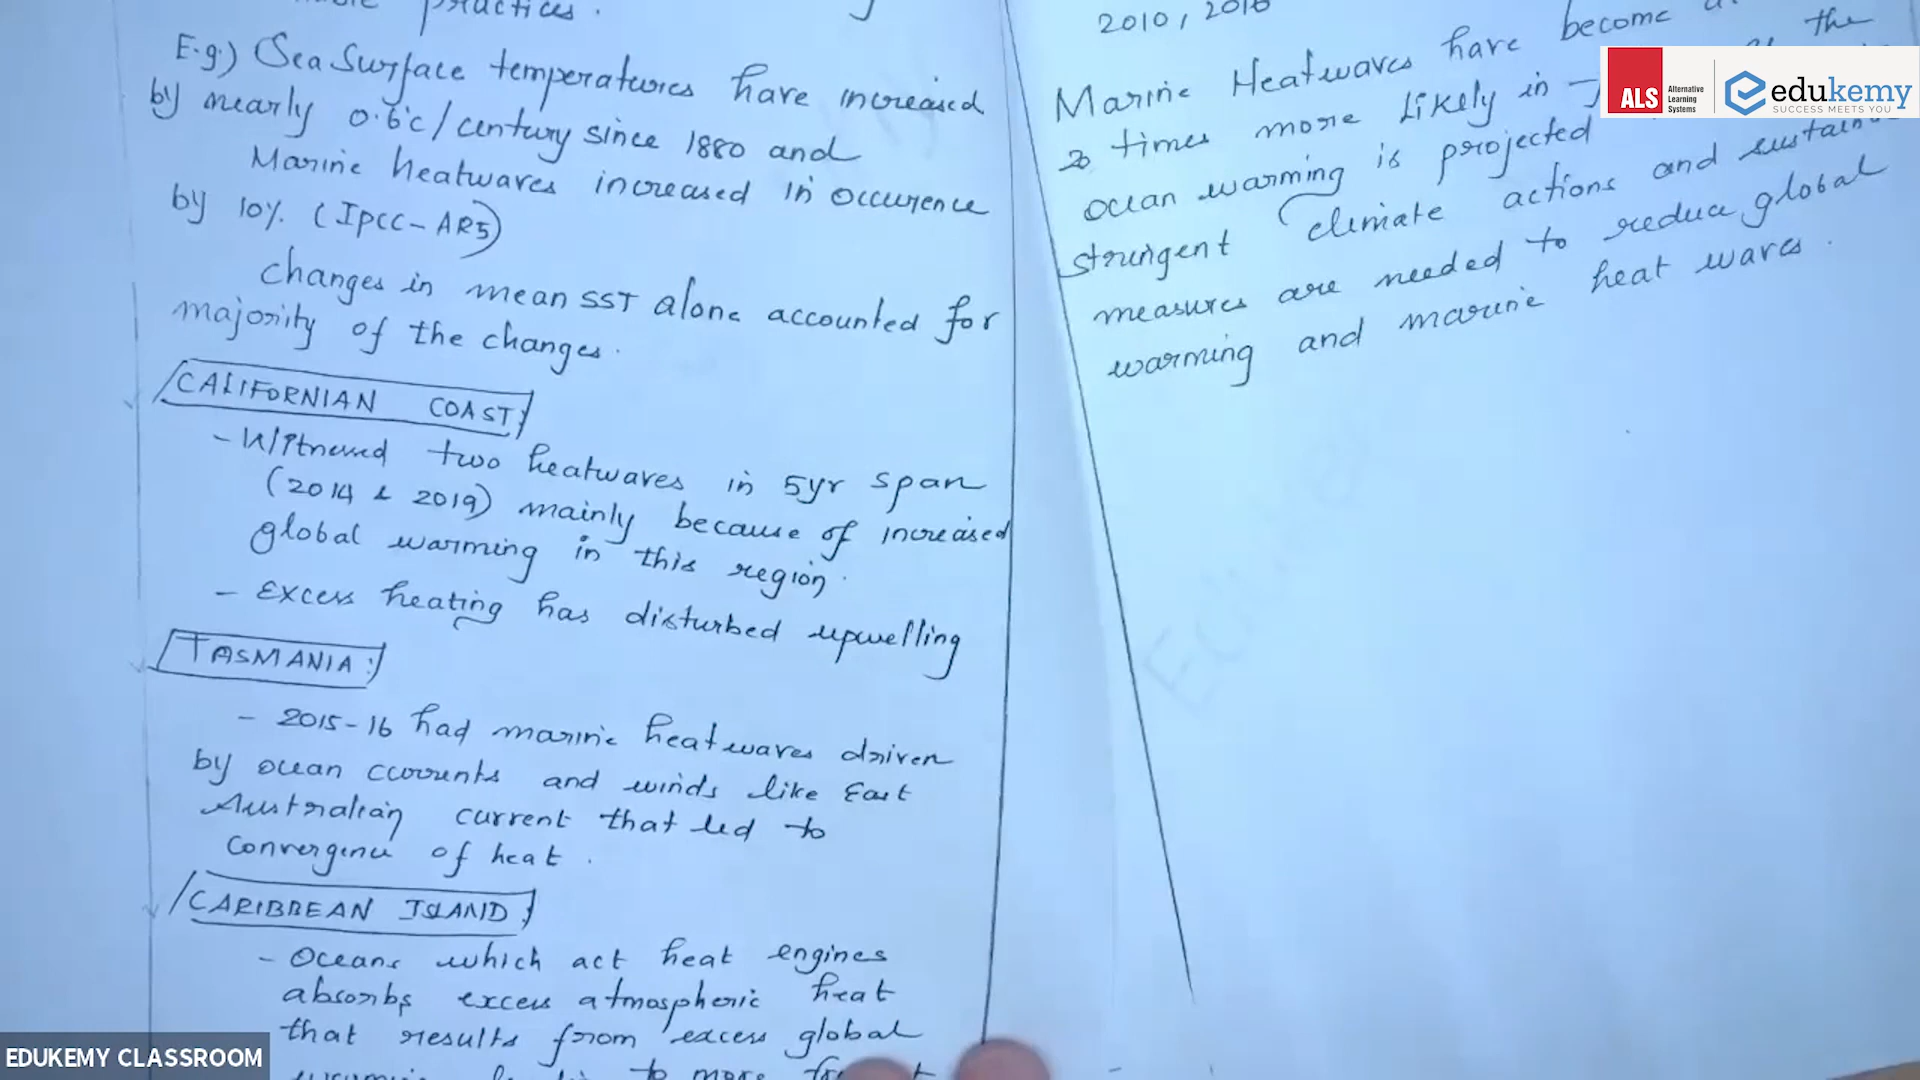 practices.
E.g.) (Sea Surface temperatures have increased
by nearly 0.6°c/century since 1880 and
Marine heatwaves increased in occurence
by 10%. (IPCC-AR5)
changes in mean SST alone accounted for
majority of the changes.
CALIFORNIAN COAST:
- Witnessed two heatwaves in 5yr span
(2014 & 2019) mainly because of increased
global warming in this region.
- Excess heating has disturbed upwelling
TASMANIA:
- 2015-16 had marine heatwaves driven
by ocean currents and winds like East
Australian current that led to
convergence of heat.
CARIBBEAN ISLAND:
- Oceans which act heat engines
absorbs excess atmospheric heat
that results from excess global
to more
2010, 2016
Marine Heatwaves have become
20 times more likely in the
ocean warming is projected
stringent climate actions and
measures are needed to reduce global
warming and marine heat waves.
ALS Alternative Learning Systems
edukemy
SUCCESS MEETS YOU
EDUKEMY CLASSROOM